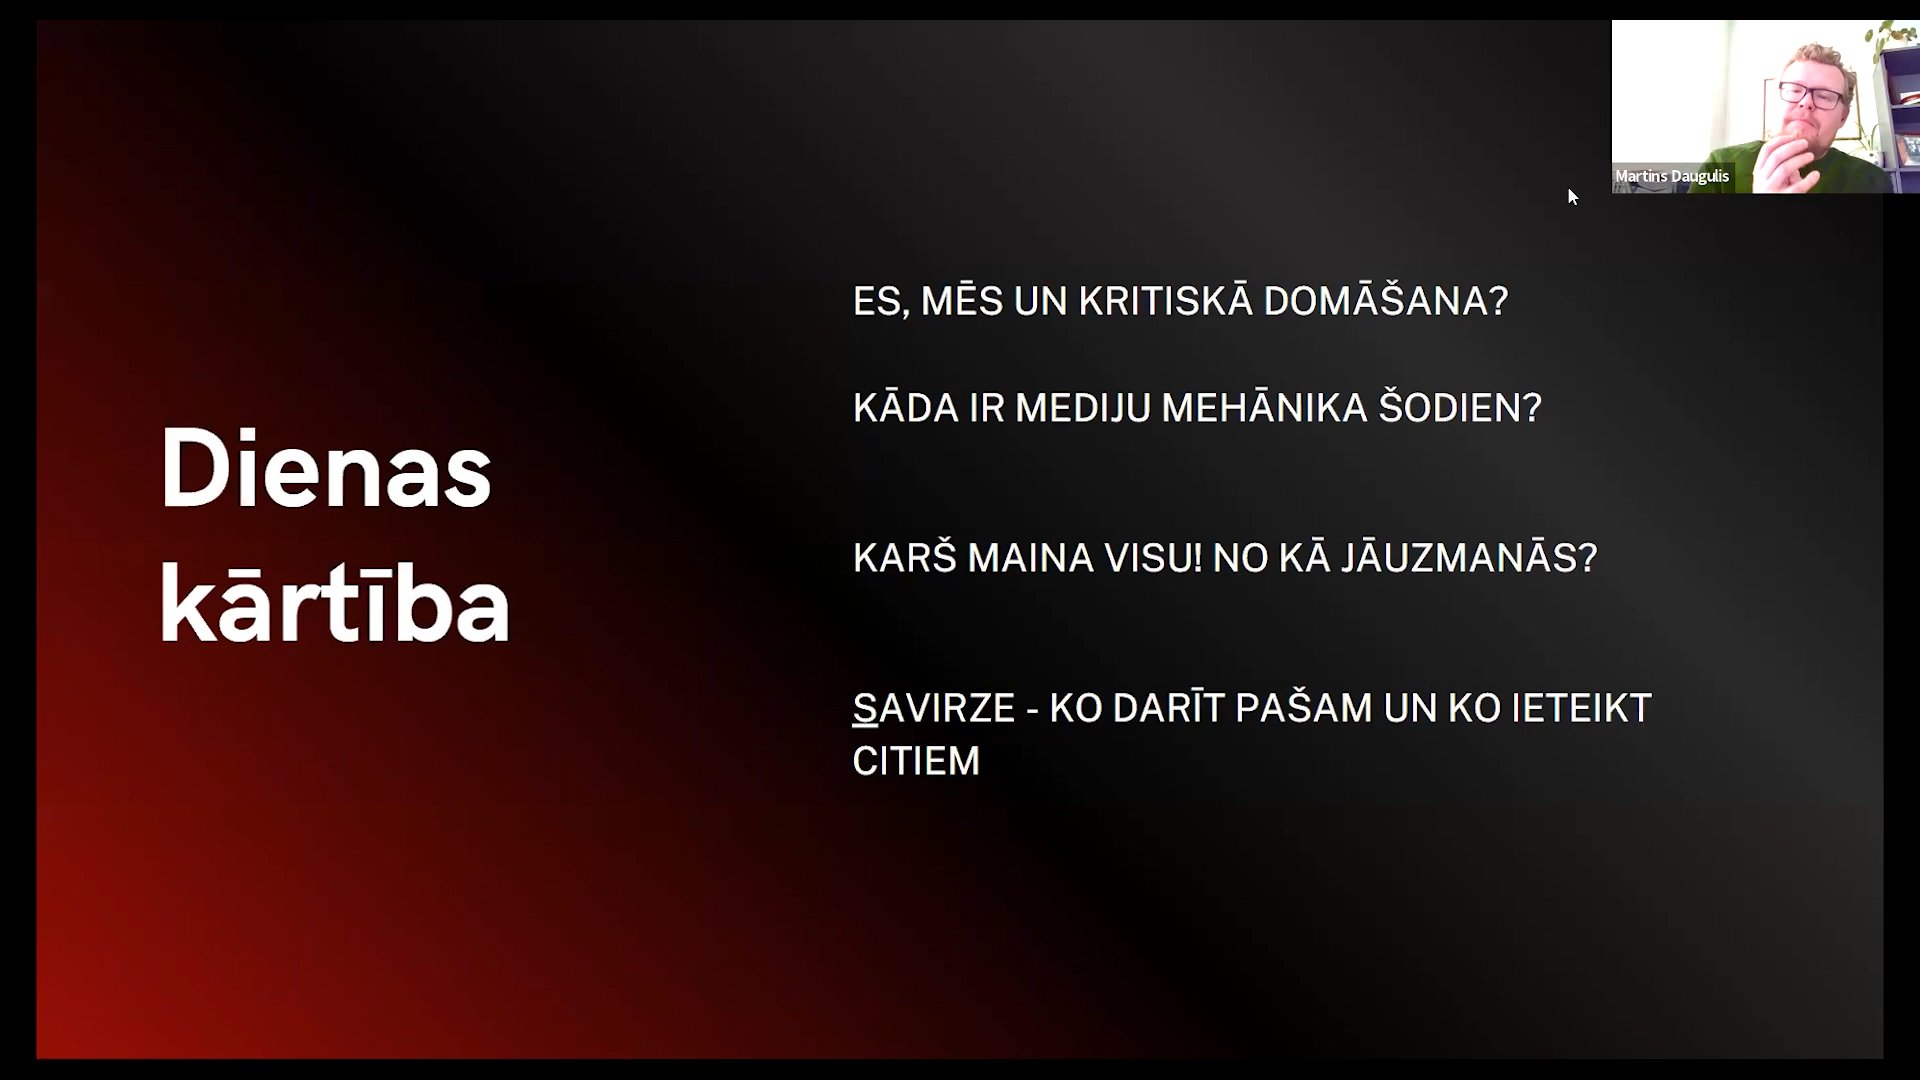 Martins Daugulis
Dienas
kārtība
ES, MĒS UN KRITISKĀ DOMĀŠANA?
KĀDA IR MEDIJU MEHĀNIKA ŠODIEN?
KARŠ MAINA VISU! NO KĀ JĀUZMANĀS?
SAVIRZE - KO DARĪT PAŠAM UN KO IETEIKT
CITIEM